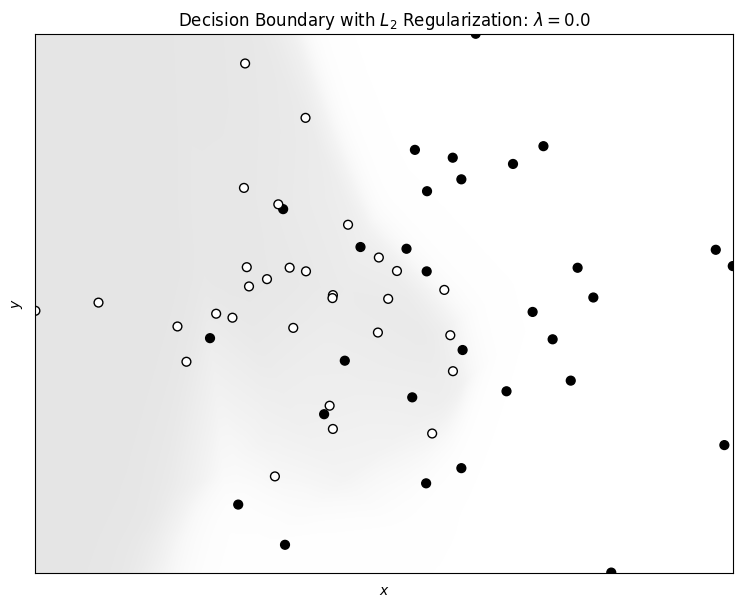 Decision Boundary with $L_2$ Regularization: $\lambda = 0.0$
y
x